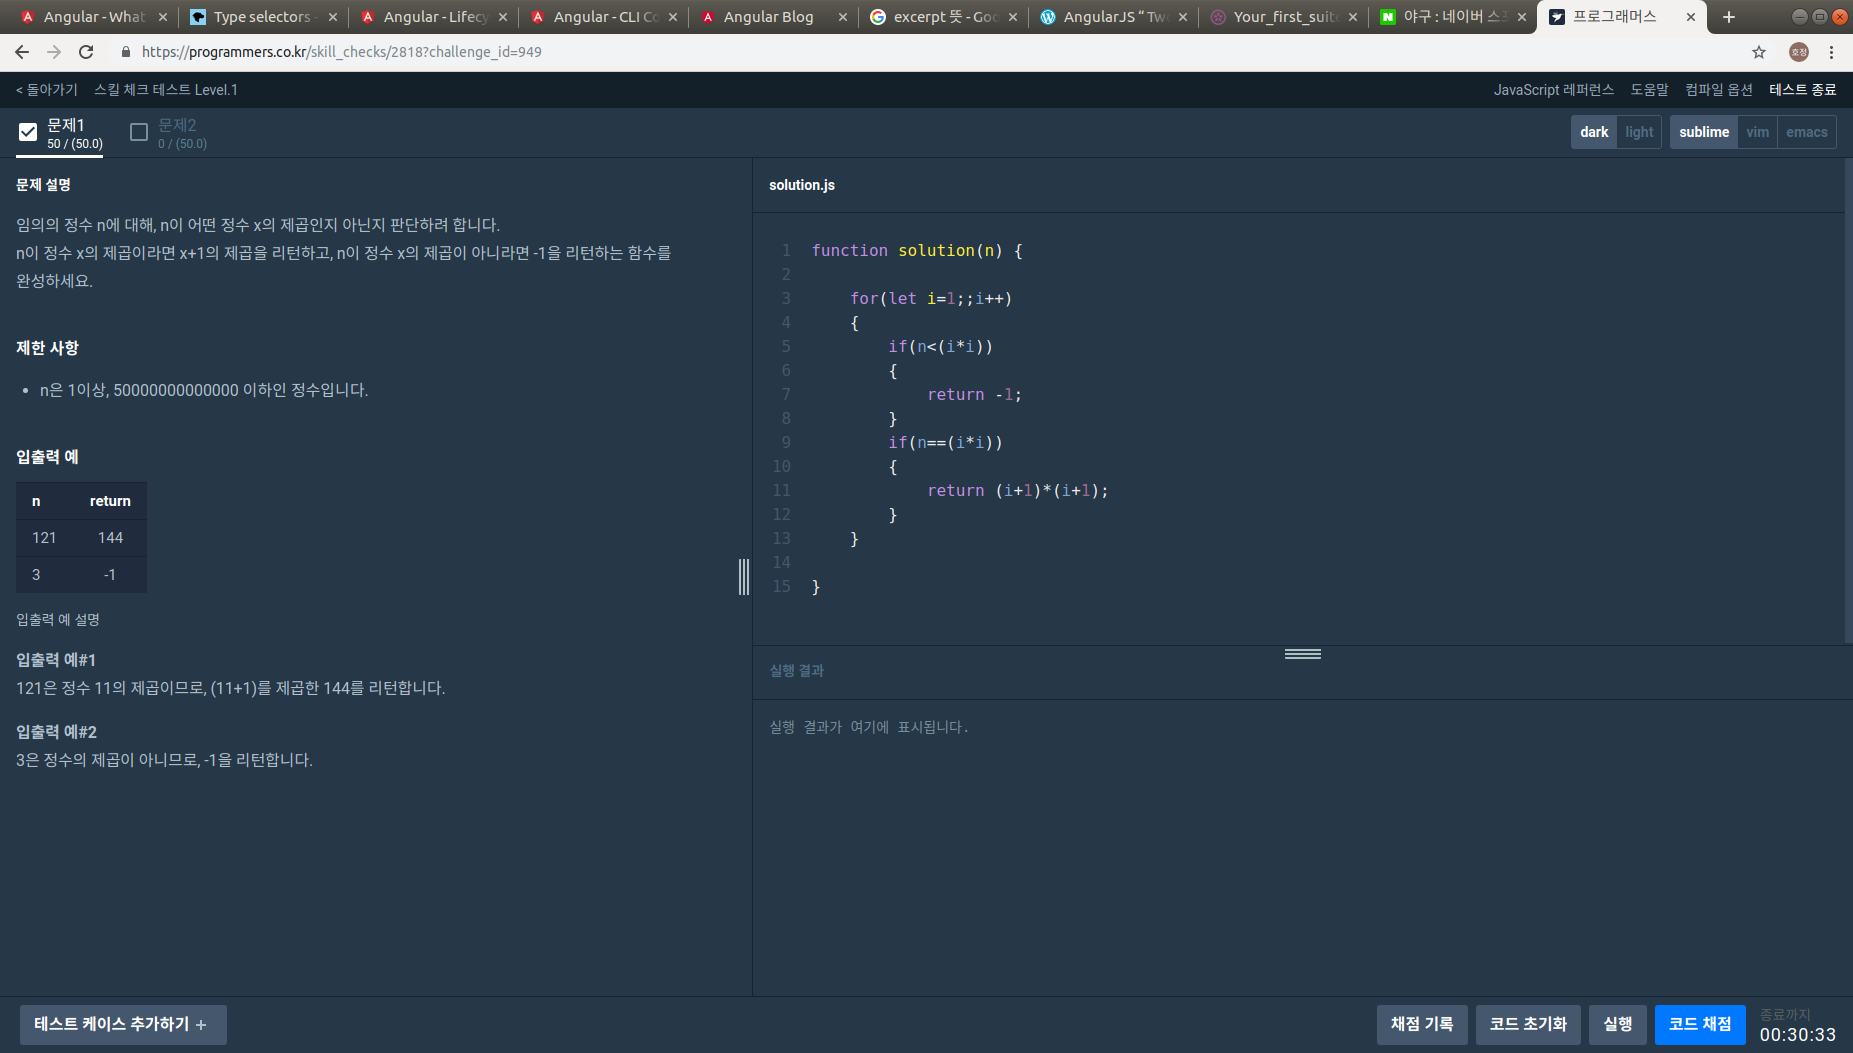 Angular - What
Type selectors -
Angular - Lifecy
Angular - CLI Co
Angular Blog
excerpt 뜻 - Goo
AngularJS “ Tw
Your_first_suite
야구 : 네이버 스포
프로그래머스
https://programmers.co.kr/skill_checks/2818?challenge_id=949
호정
< 돌아가기 스킬 체크 테스트 Level.1
JavaScript 레퍼런스 도움말 컴파일 옵션 테스트 종료
문제1
50 / (50.0)
문제2
0 / (50.0)
dark light sublime vim emacs
문제 설명
임의의 정수 n에 대해, n이 어떤 정수 x의 제곱인지 아닌지 판단하려 합니다.
n이 정수 x의 제곱이라면 x+1의 제곱을 리턴하고, n이 정수 x의 제곱이 아니라면 -1을 리턴하는 함수를
완성하세요.
제한 사항
• n은 1이상, 50000000000000 이하인 정수입니다.
입출력 예
n return
121 144
3 -1
입출력 예 설명
입출력 예#1
121은 정수 11의 제곱이므로, (11+1)를 제곱한 144를 리턴합니다.
입출력 예#2
3은 정수의 제곱이 아니므로, -1을 리턴합니다.
solution.js
1 function solution(n) {
2
3     for(let i=1;;i++)
4     {
5         if(n<(i*i))
6         {
7             return -1;
8         }
9         if(n==(i*i))
10         {
11             return (i+1)*(i+1);
12         }
13     }
14
15 }
실행 결과
실행 결과가 여기에 표시됩니다.
테스트 케이스 추가하기 +
채점 기록 코드 초기화 실행 코드 채점
종료까지
00:30:33